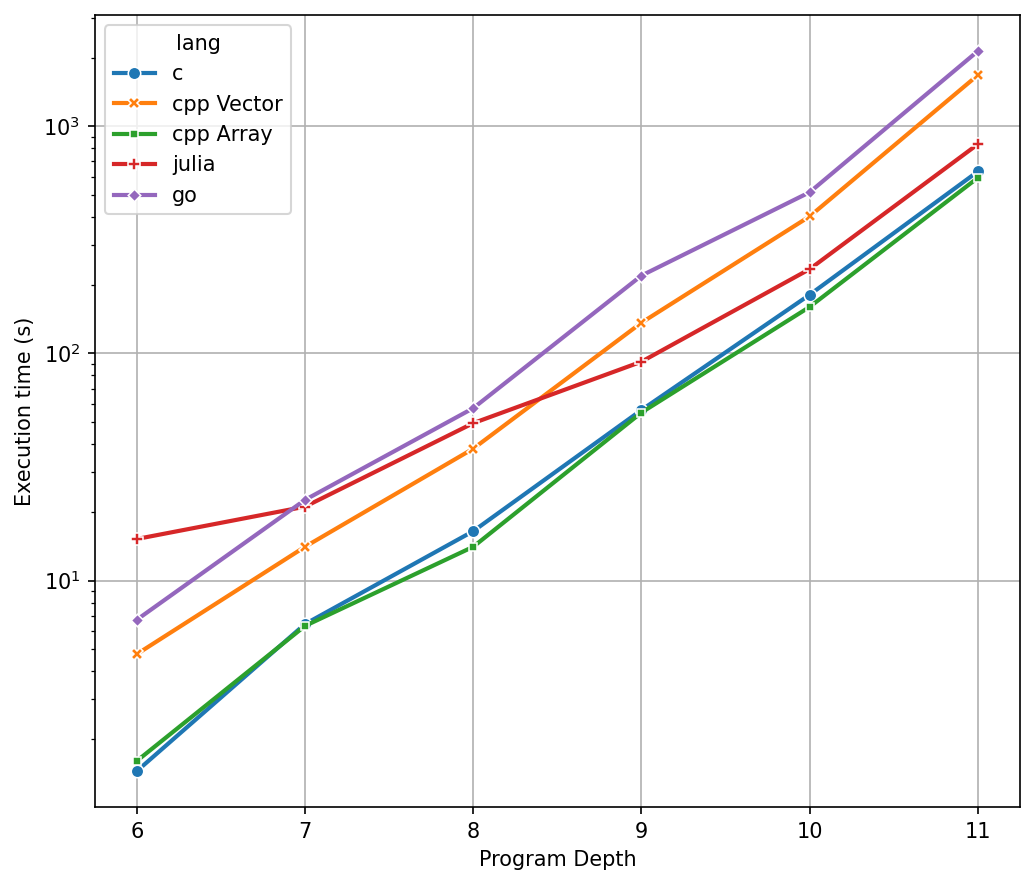 lang
c
cpp Vector
cpp Array
julia
go
Execution time (s)
10³
10²
10¹
6 7 8 9 10 11
Program Depth